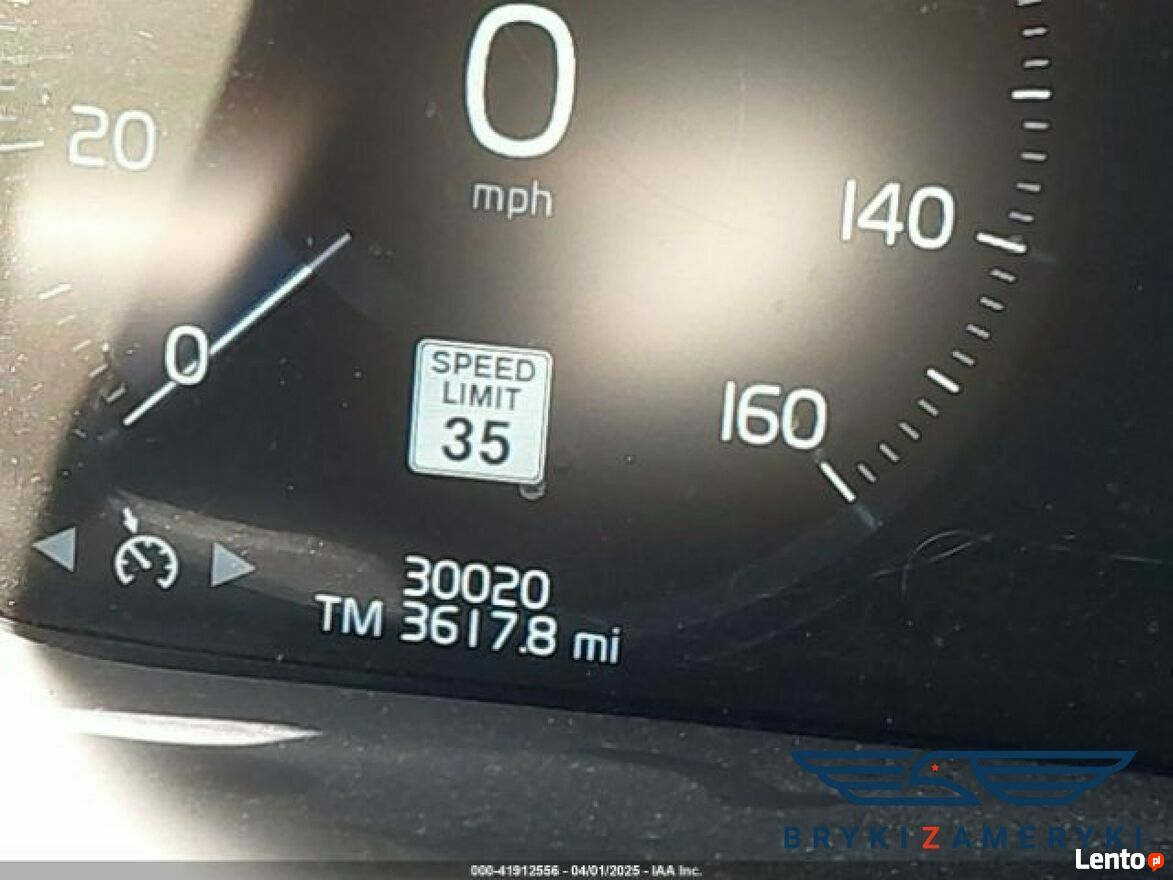 0
20
mph
140
0
SPEED
LIMIT
35
160
30020
TM 3617.8 mi
BRYKIZAMERYKI
Lento pl
000-41912556 - 04/01/2025 - IAA Inc.